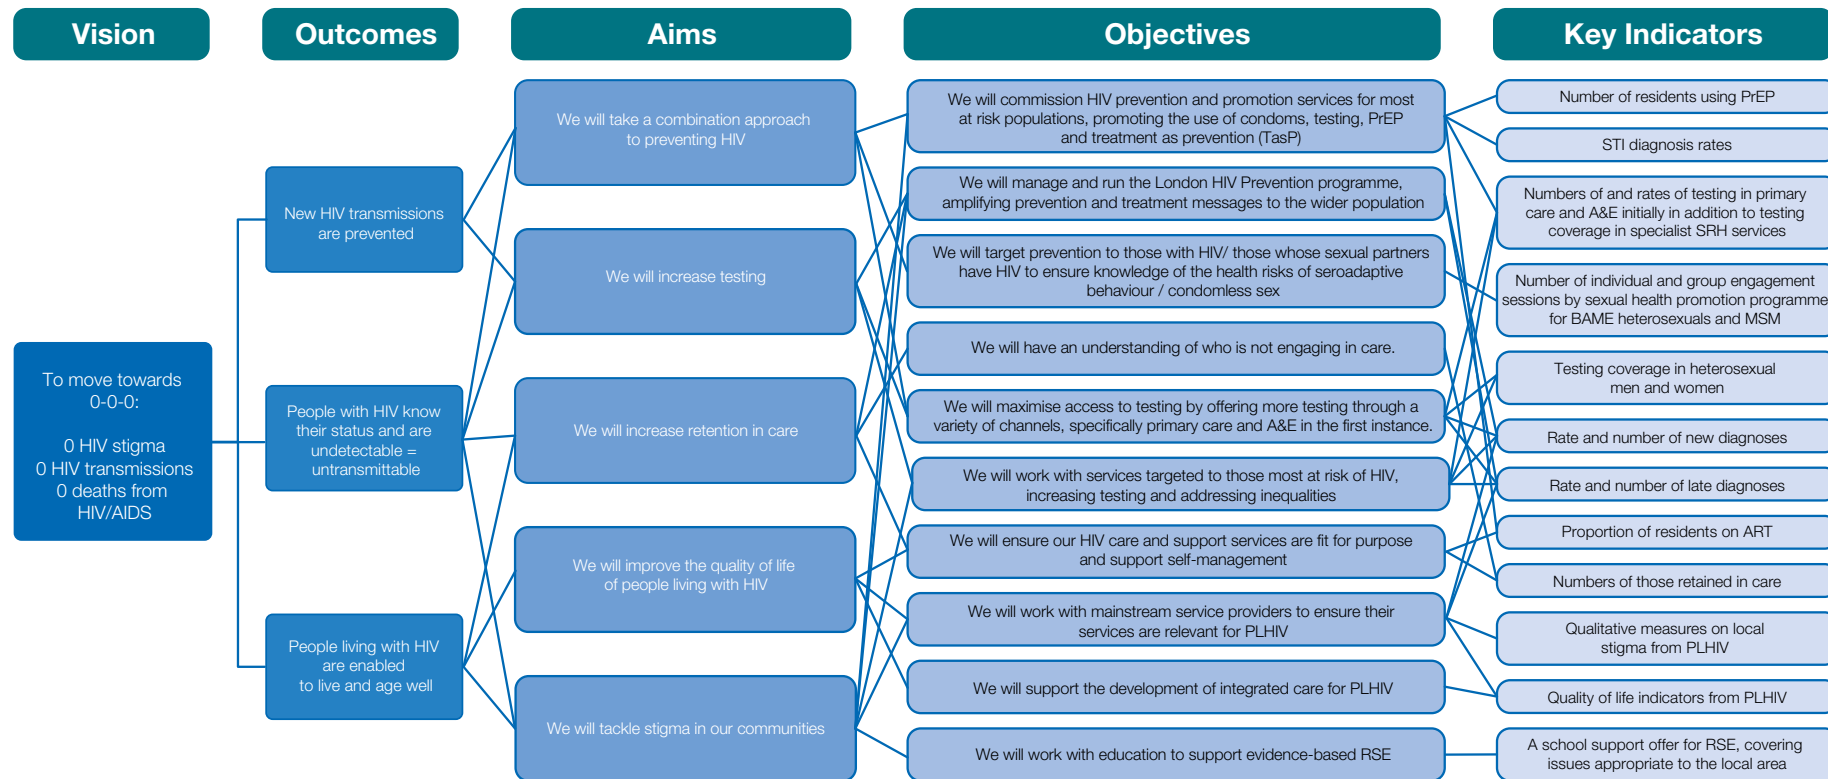 Vision
Outcomes
Aims
Objectives
Key Indicators
To move towards
0-0-0:
0 HIV stigma
0 HIV transmissions
0 deaths from
HIV/AIDS
New HIV transmissions
are prevented
People with HIV know
their status and are
undetectable =
untransmittable
People living with HIV
are enabled
to live and age well
We will take a combination approach
to preventing HIV
We will increase testing
We will increase retention in care
We will improve the quality of life
of people living with HIV
We will tackle stigma in our communities
We will commission HIV prevention and promotion services for most
at risk populations, promoting the use of condoms, testing, PrEP
and treatment as prevention (TasP)
We will manage and run the London HIV Prevention programme,
amplifying prevention and treatment messages to the wider population
We will target prevention to those with HIV/ those whose sexual partners
have HIV to ensure knowledge of the health risks of seroadaptive
behaviour / condomless sex
We will have an understanding of who is not engaging in care.
We will maximise access to testing by offering more testing through a
variety of channels, specifically primary care and A&E in the first instance.
We will work with services targeted to those most at risk of HIV,
increasing testing and addressing inequalities
We will ensure our HIV care and support services are fit for purpose
and support self-management
We will work with mainstream service providers to ensure their
services are relevant for PLHIV
We will support the development of integrated care for PLHIV
We will work with education to support evidence-based RSE
Number of residents using PrEP
STI diagnosis rates
Numbers of and rates of testing in primary
care and A&E initially in addition to testing
coverage in specialist SRH services
Number of individual and group engagement
sessions by sexual health promotion programme
for BAME heterosexuals and MSM
Testing coverage in heterosexual
men and women
Rate and number of new diagnoses
Rate and number of late diagnoses
Proportion of residents on ART
Numbers of those retained in care
Qualitative measures on local
stigma from PLHIV
Quality of life indicators from PLHIV
A school support offer for RSE, covering
issues appropriate to the local area